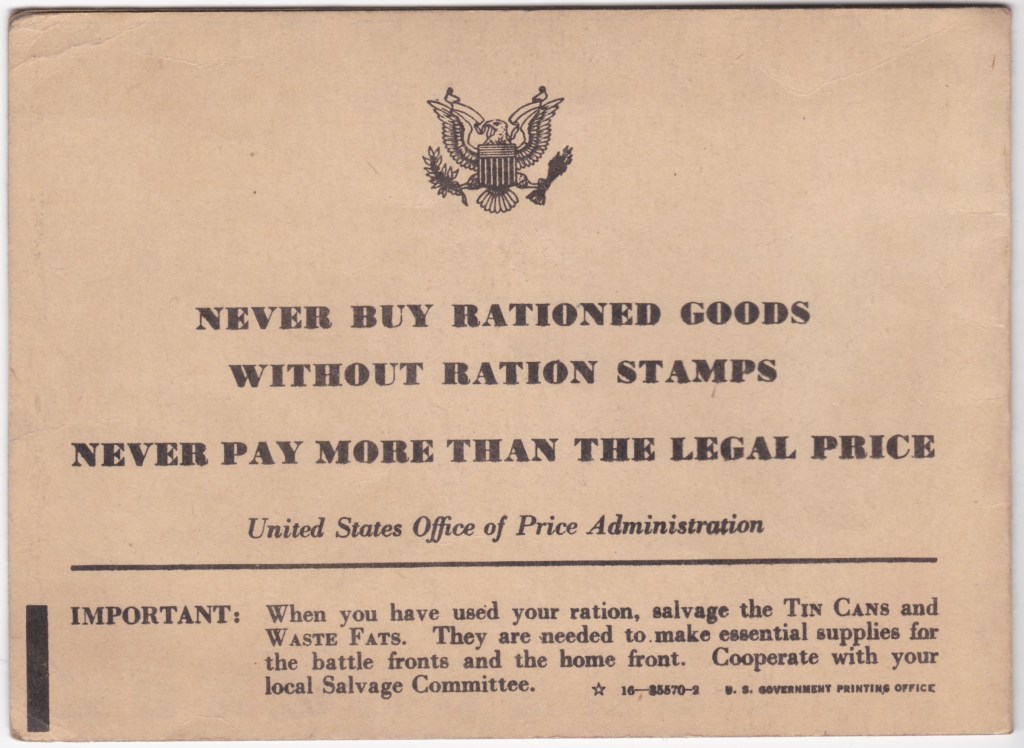 NEVER BUY RATIONED GOODS
WITHOUT RATION STAMPS
NEVER PAY MORE THAN THE LEGAL PRICE
United States Office of Price Administration
IMPORTANT: When you have used your ration, salvage the TIN CANS and
WASTE FATS. They are needed to make essential supplies for
the battle fronts and the home front. Cooperate with your
local Salvage Committee. ☆ 16—35570-2 U. S. GOVERNMENT PRINTING OFFICE